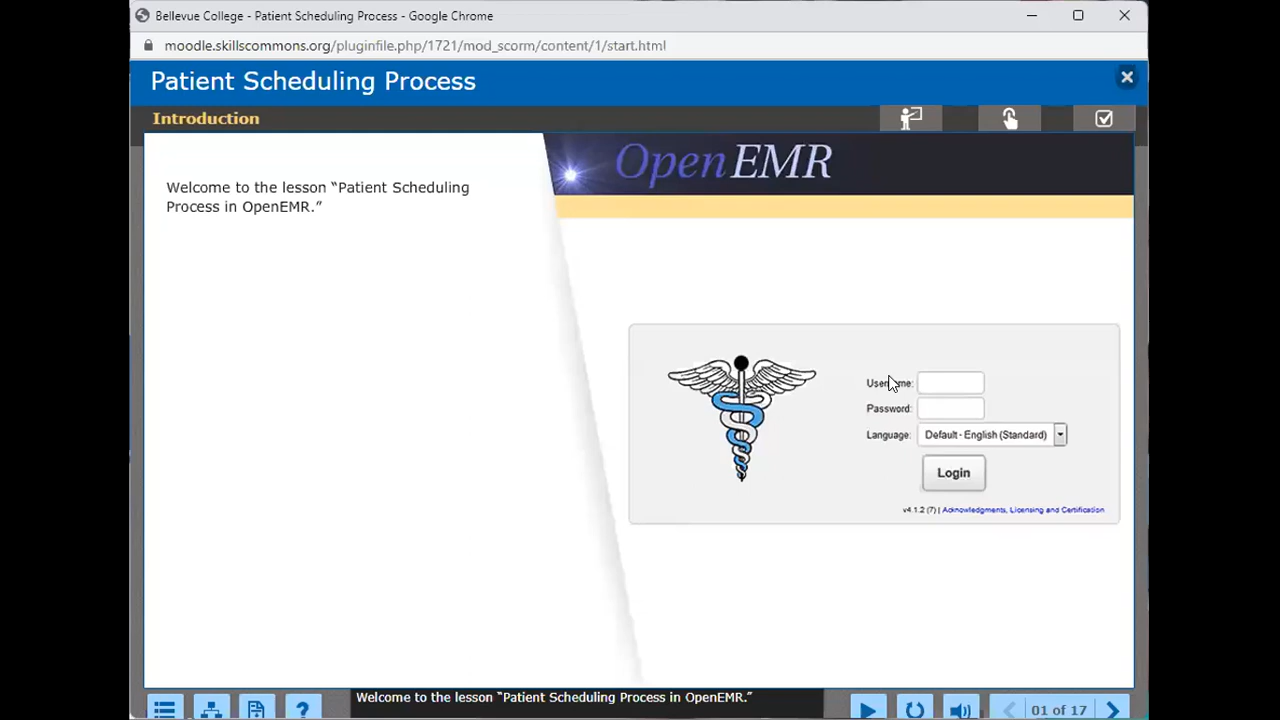 Bellevue College - Patient Scheduling Process - Google Chrome
moodle.skillscommons.org/pluginfile.php/1721/mod_scorm/content/1/start.html
Patient Scheduling Process
Introduction
Welcome to the lesson “Patient Scheduling
Process in OpenEMR.”
OpenEMR
Username:
Password:
Language: Default - English (Standard)
Login
v4.1.2 (7) | Acknowledgments, Licensing and Certification
Welcome to the lesson “Patient Scheduling Process in OpenEMR.”
01 of 17